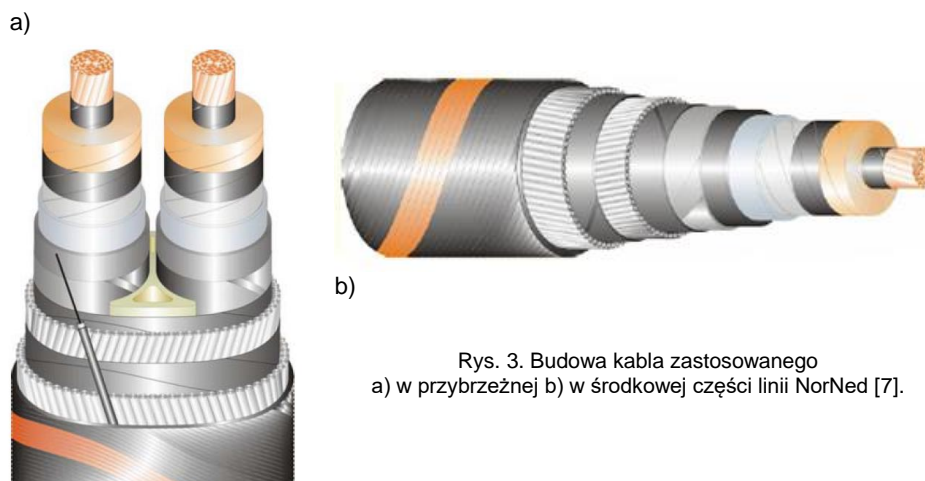 a)
b)
Rys. 3. Budowa kabla zastosowanego
a) w przybrzeżnej b) w środkowej części linii NorNed [7].